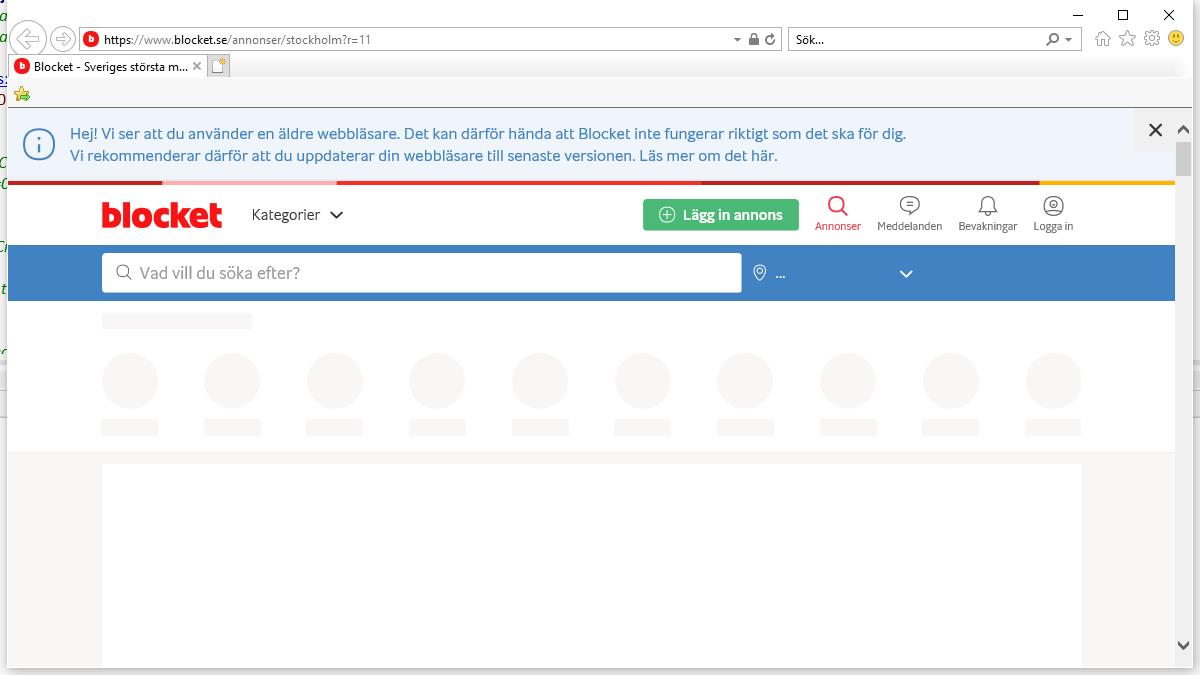 https://www.blocket.se/annonser/stockholm?r=11
Sök...
Blocket - Sveriges största m...
Hej! Vi ser att du använder en äldre webbläsare. Det kan därför hända att Blocket inte fungerar riktigt som det ska för dig.
Vi rekommenderar därför att du uppdaterar din webbläsare till senaste versionen. Läs mer om det här.
blocket
Kategorier
Lägg in annons
Annonser
Meddelanden
Bevakningar
Logga in
Vad vill du söka efter?
...